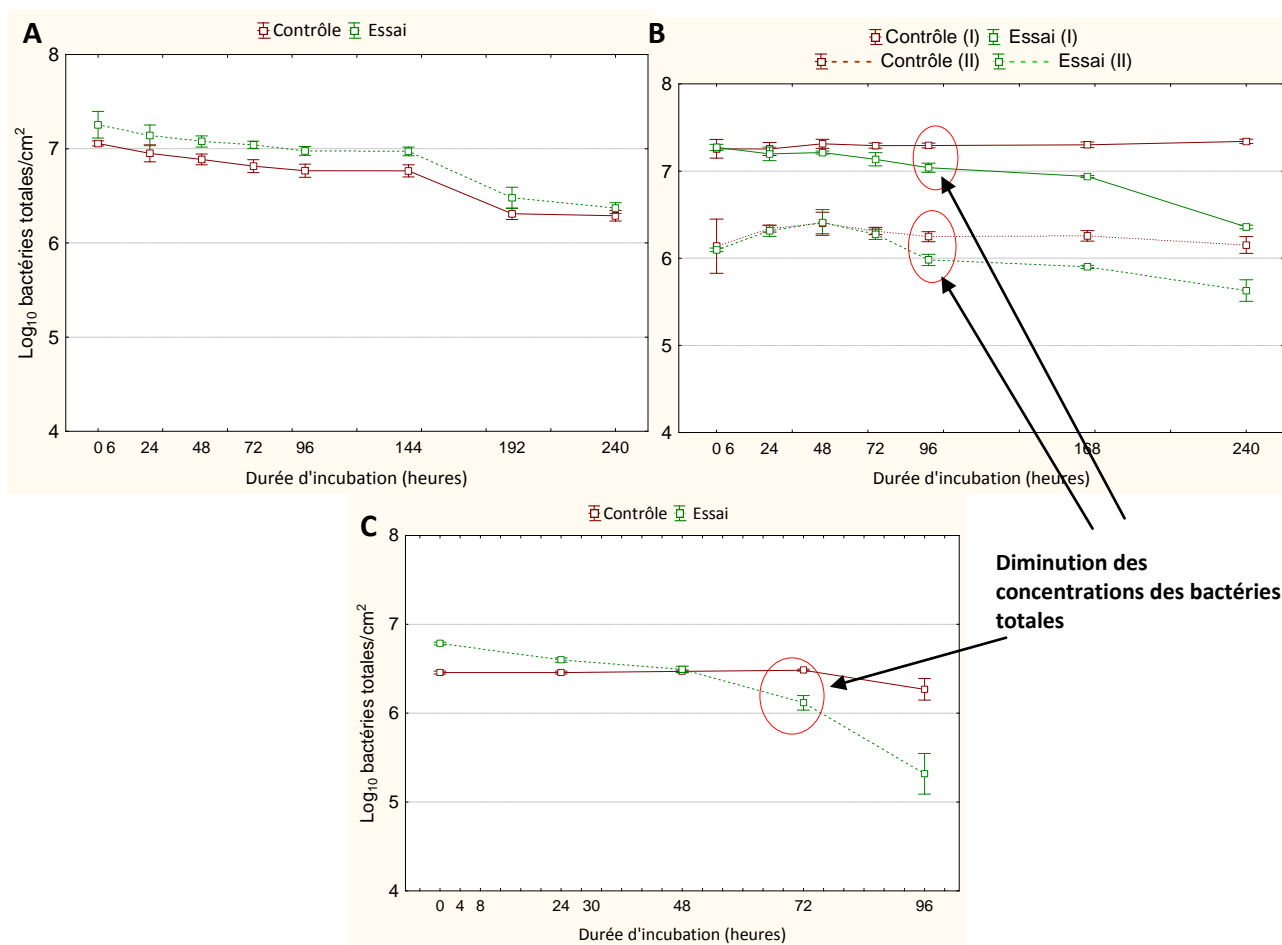 A
Contrôle Essai
8
7
6
5
4
Log10 bactéries totales/cm2
0 6 24 48 72 96 144 192 240
Durée d'incubation (heures)
B
Contrôle (I) Essai (I)
Contrôle (II) Essai (II)
8
7
6
5
4
0 6 24 48 72 96 168 240
Durée d'incubation (heures)
C
Contrôle Essai
8
7
6
5
4
Log10 bactéries totales/cm2
0 4 8 24 30 48 72 96
Durée d'incubation (heures)
Diminution des
concentrations des bactéries
totales